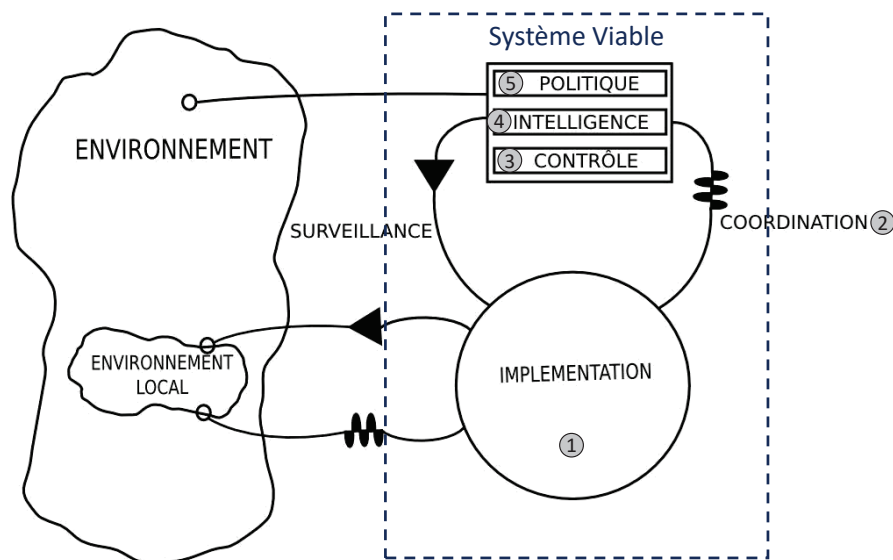 Système Viable
5 POLITIQUE
4 INTELLIGENCE
3 CONTRÔLE
ENVIRONNEMENT
SURVEILLANCE
COORDINATION 2
ENVIRONNEMENT
LOCAL
IMPLEMENTATION
1